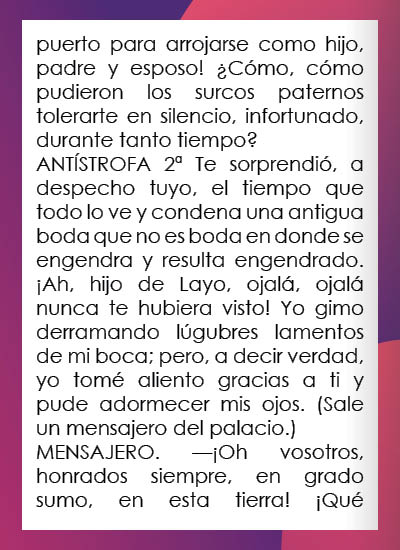 puerto para arrojarse como hijo,
padre y esposo! ¿Cómo, cómo
pudieron los surcos paternos
tolerarte en silencio, infortunado,
durante tanto tiempo?
ANTÍSTROFA 2ª Te sorprendió, a
despecho tuyo, el tiempo que
todo lo ve y condena una antigua
boda que no es boda en donde se
engendra y resulta engendrado.
¡Ah, hijo de Layo, ojalá, ojalá
nunca te hubiera visto! Yo gimo
derramando lúgubres lamentos
de mi boca; pero, a decir verdad,
yo tomé aliento gracias a ti y
pude adormecer mis ojos. (Sale
un mensajero del palacio.)
MENSAJERO. —¡Oh vosotros,
honrados siempre, en grado
sumo, en esta tierra! ¡Qué